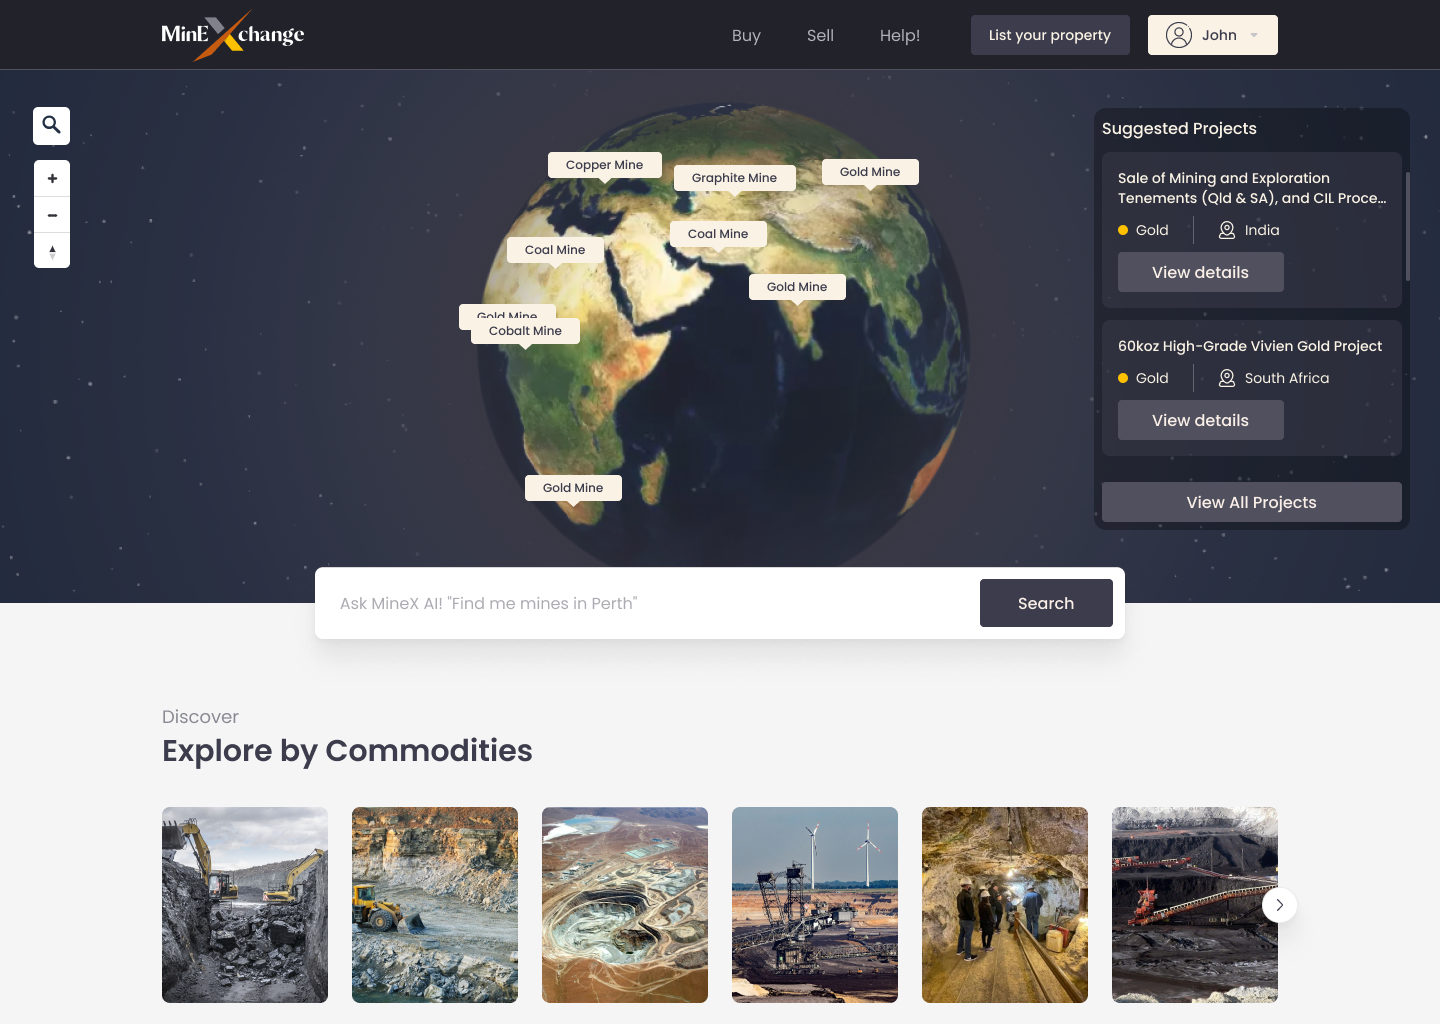 MinEXchange
Buy
Sell
Help!
List your property
John
Copper Mine
Graphite Mine
Gold Mine
Coal Mine
Coal Mine
Gold Mine
Gold Mine
Cobalt Mine
Gold Mine
Suggested Projects
Sale of Mining and Exploration
Tenements (Qld & SA), and CIL Proce...
Gold
India
View details
60koz High-Grade Vivien Gold Project
Gold
South Africa
View details
View All Projects
Ask MineX AI! "Find me mines in Perth"
Search
Discover
Explore by Commodities